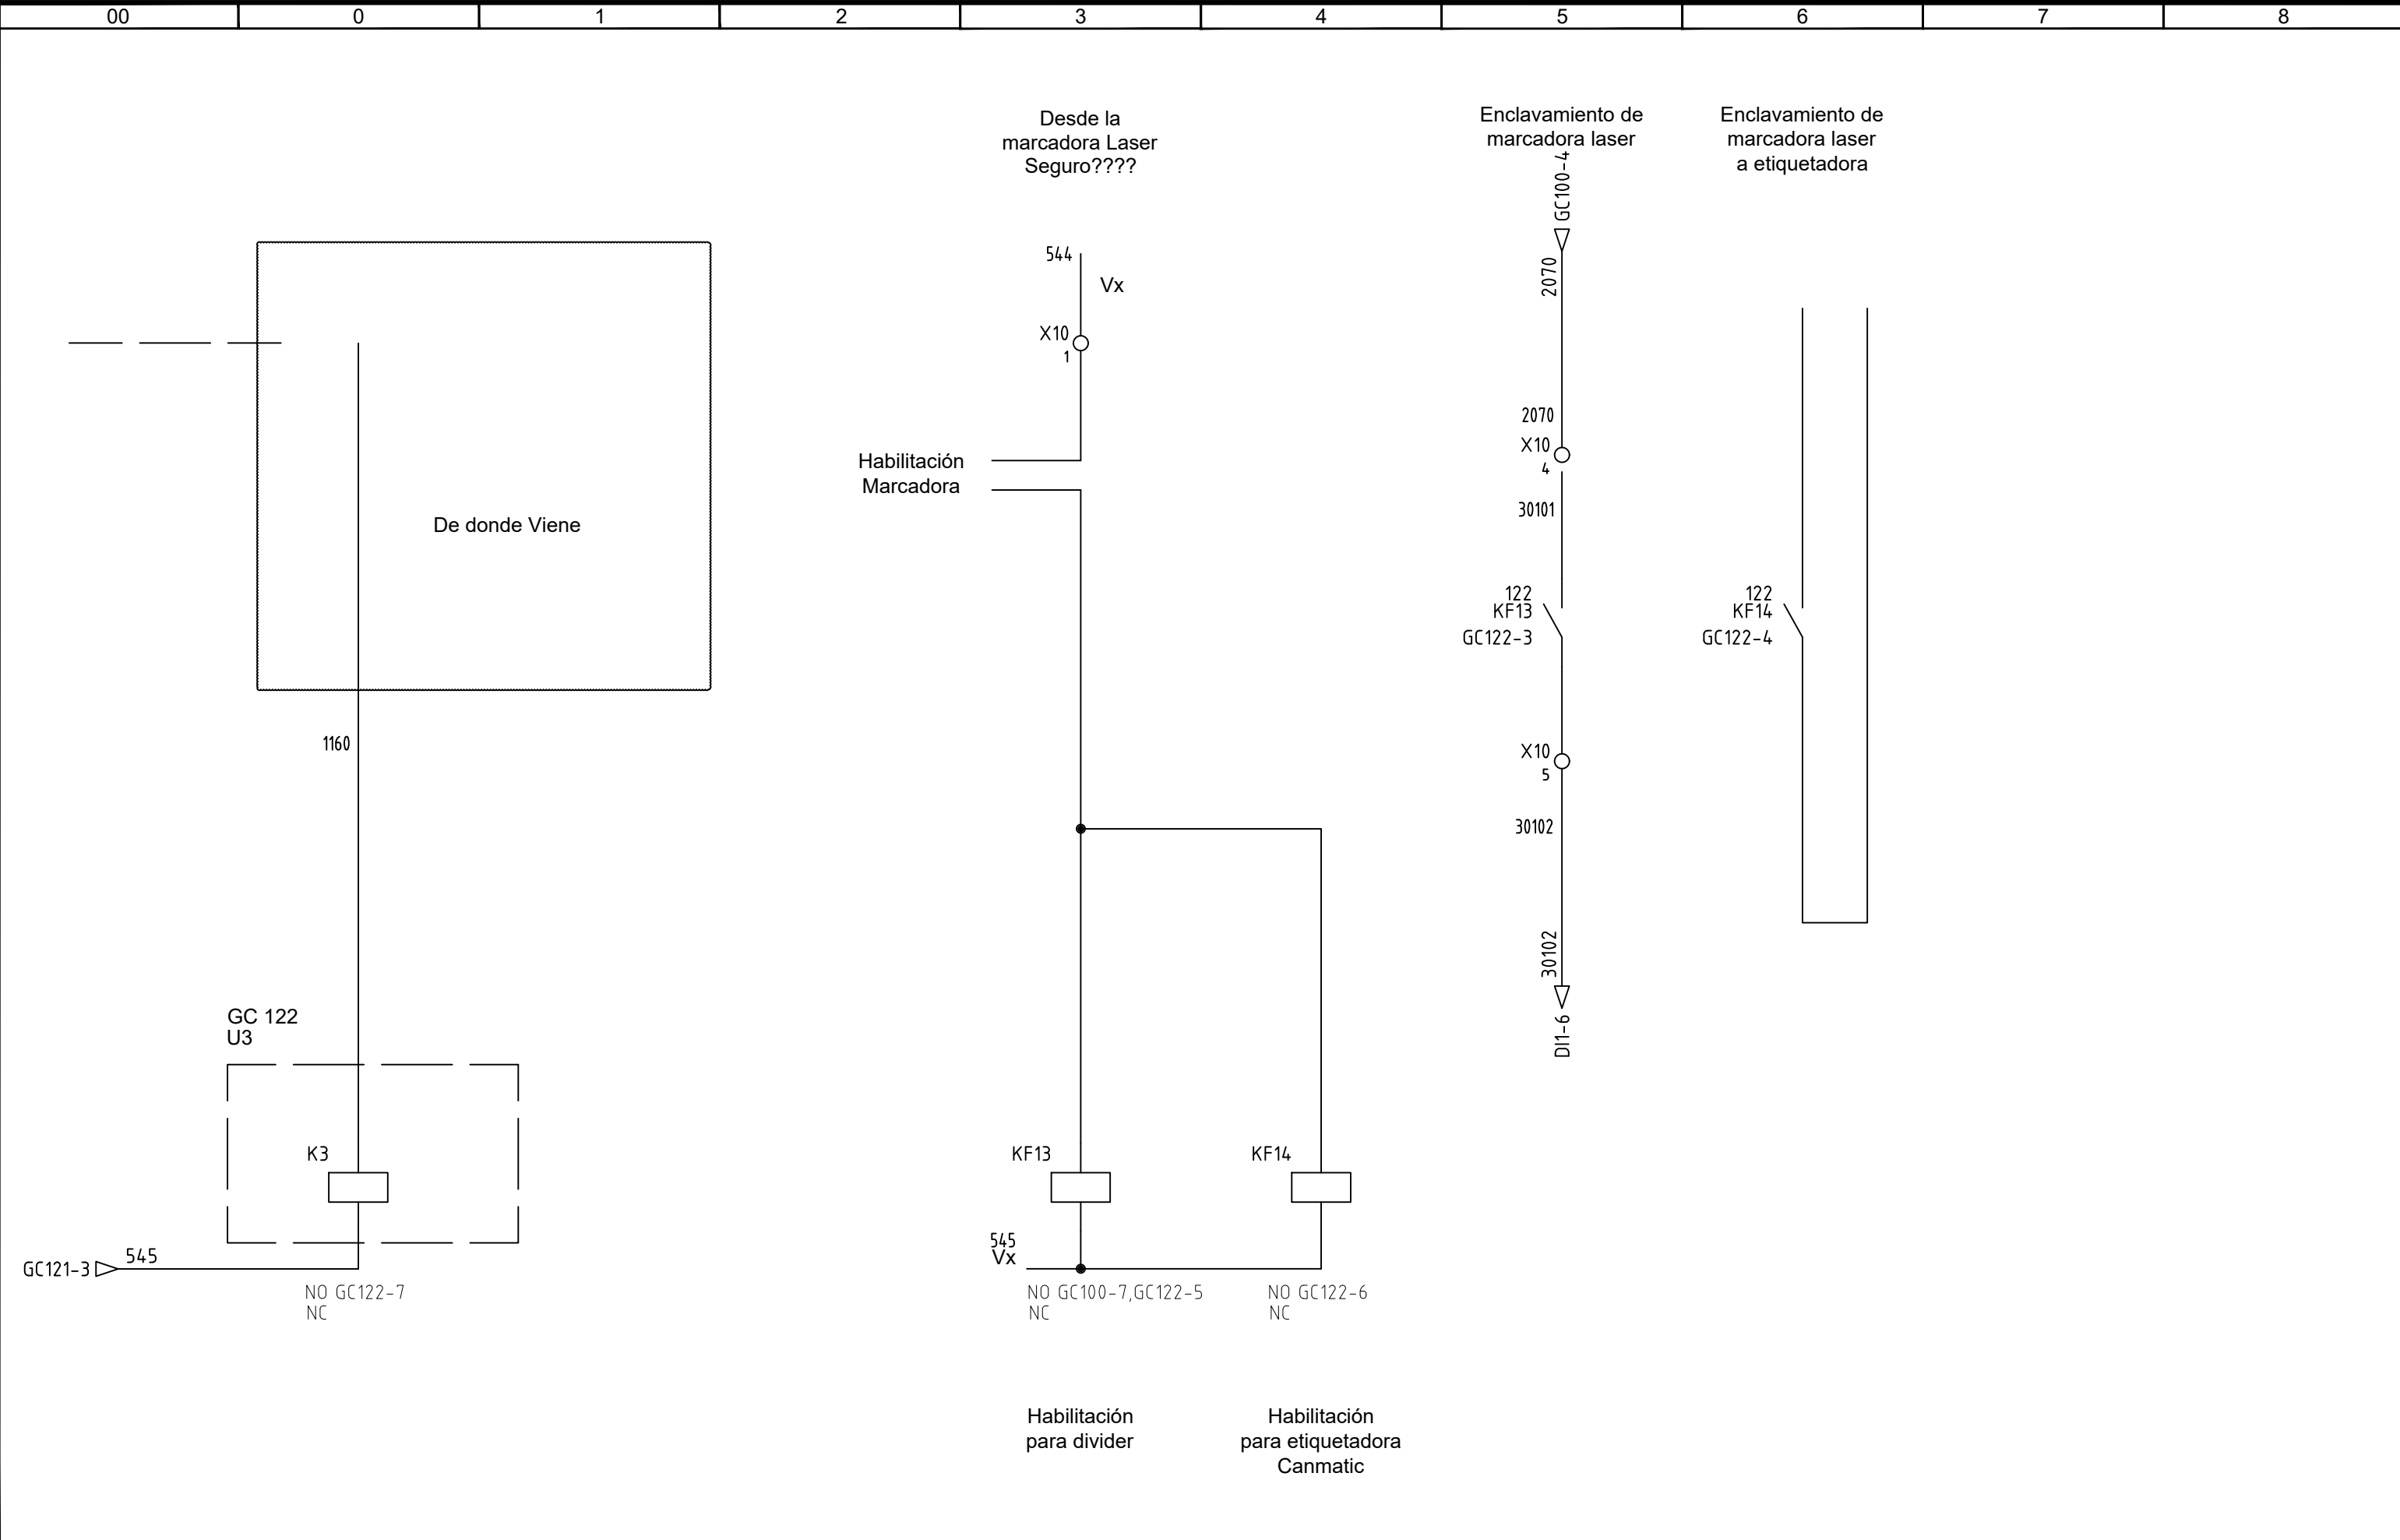 00 0 1 2 3 4 5 6 7 8
Desde la
marcadora Laser
Seguro????
Enclavamiento de
marcadora laser
Enclavamiento de
marcadora laser
a etiquetadora
GC100-4
2070
544
Vx
X10
1
Habilitación
Marcadora
De donde Viene
2070
X10
4
30101
122
KF13
GC122-3
122
KF14
GC122-4
1160
X10
5
30102
30102
DI1-6
GC 122
U3
K3
KF13
KF14
GC121-3
545
545
Vx
NO GC122-7
NC
NO GC100-7,GC122-5
NC
NO GC122-6
NC
Habilitación
para divider
Habilitación
para etiquetadora
Canmatic